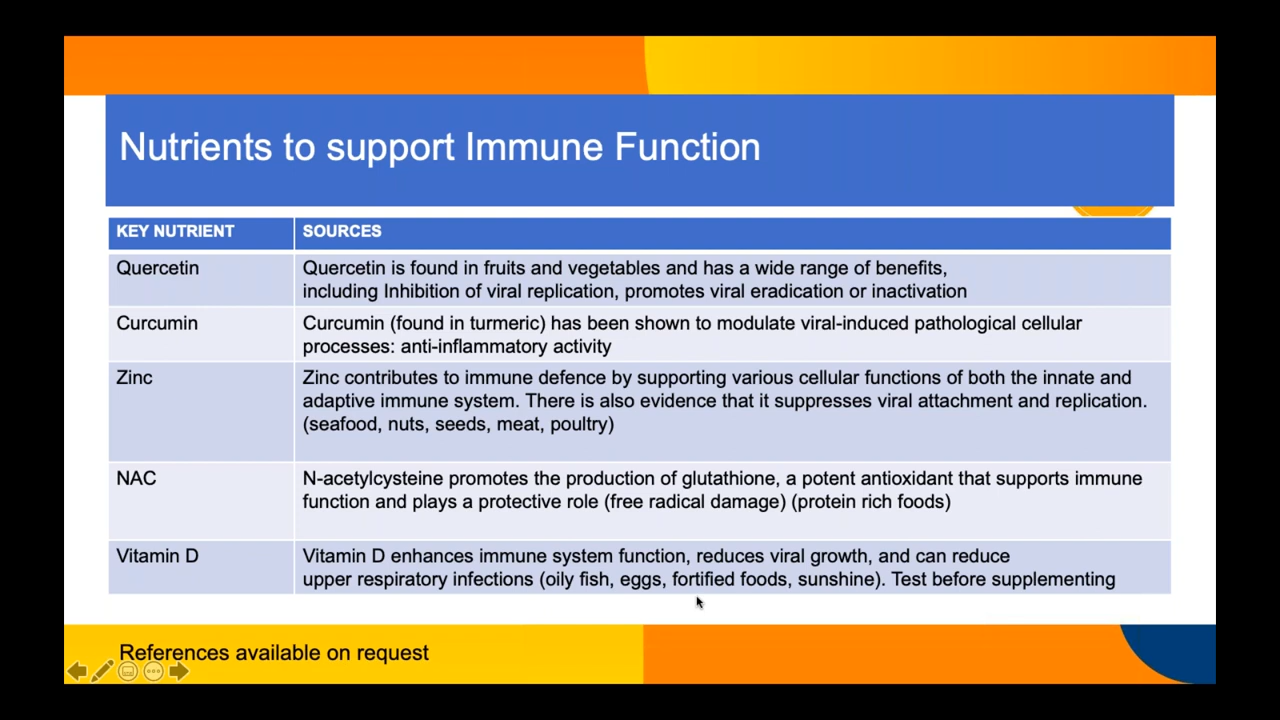 Nutrients to support Immune Function
KEY NUTRIENT
SOURCES
Quercetin
Quercetin is found in fruits and vegetables and has a wide range of benefits,
including Inhibition of viral replication, promotes viral eradication or inactivation
Curcumin
Curcumin (found in turmeric) has been shown to modulate viral-induced pathological cellular
processes: anti-inflammatory activity
Zinc
Zinc contributes to immune defence by supporting various cellular functions of both the innate and
adaptive immune system. There is also evidence that it suppresses viral attachment and replication.
(seafood, nuts, seeds, meat, poultry)
NAC
N-acetylcysteine promotes the production of glutathione, a potent antioxidant that supports immune
function and plays a protective role (free radical damage) (protein rich foods)
Vitamin D
Vitamin D enhances immune system function, reduces viral growth, and can reduce
upper respiratory infections (oily fish, eggs, fortified foods, sunshine). Test before supplementing
References available on request